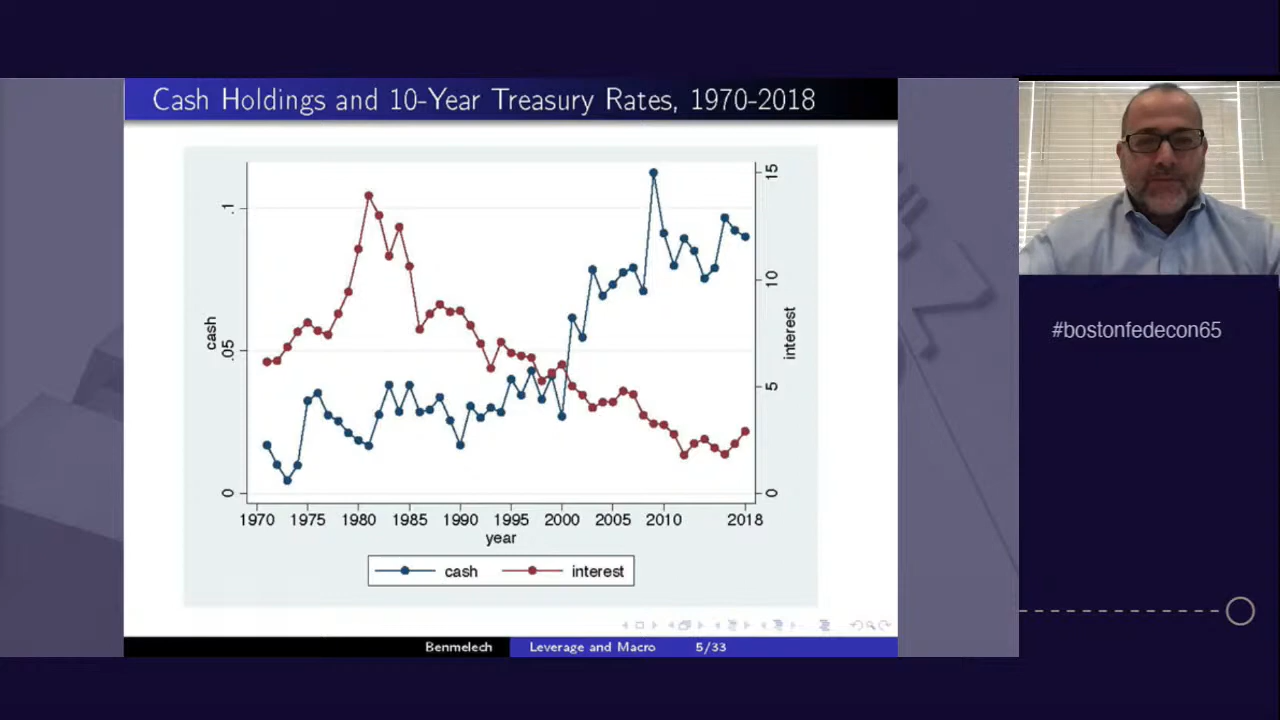 Cash Holdings and 10-Year Treasury Rates, 1970-2018
cash
.1
.05
0
15
10
5
0
interest
1970 1975 1980 1985 1990 1995 2000 2005 2010 2018
year
cash interest
Benmelech Leverage and Macro 5/33
#bostonfedecon65